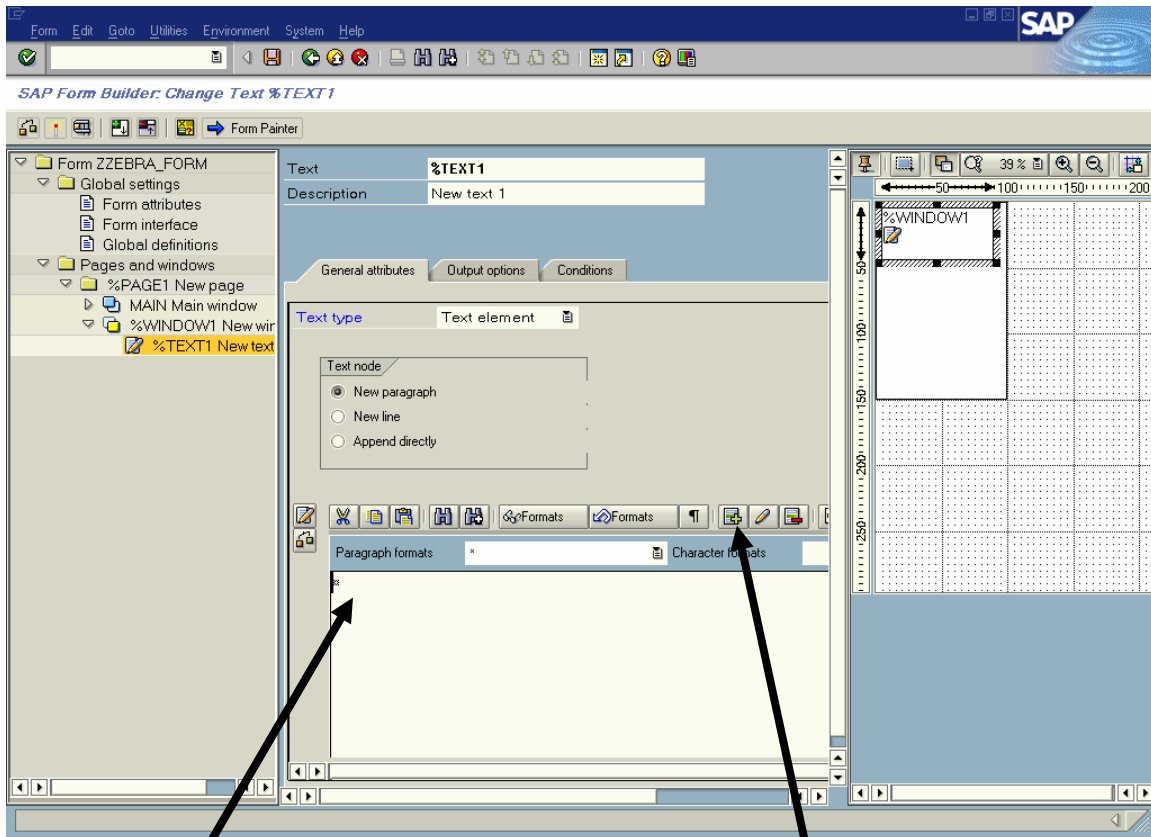 Form Edit Goto Utilities Environment System Help
SAP
SAP Form Builder: Change Text %TEXT1
Form Painter
Form ZZEBRA_FORM
Global settings
Form attributes
Form interface
Global definitions
Pages and windows
%PAGE1 New page
MAIN Main window
%WINDOW1 New wir
%TEXT1 New text
Text %TEXT1
Description New text 1
General attributes Output options Conditions
Text type Text element
Text node
New paragraph
New line
Append directly
Formats Formats
Paragraph formats * Character formats
39 %
50 100 150 200
%WINDOW1
50
100
150
200
250